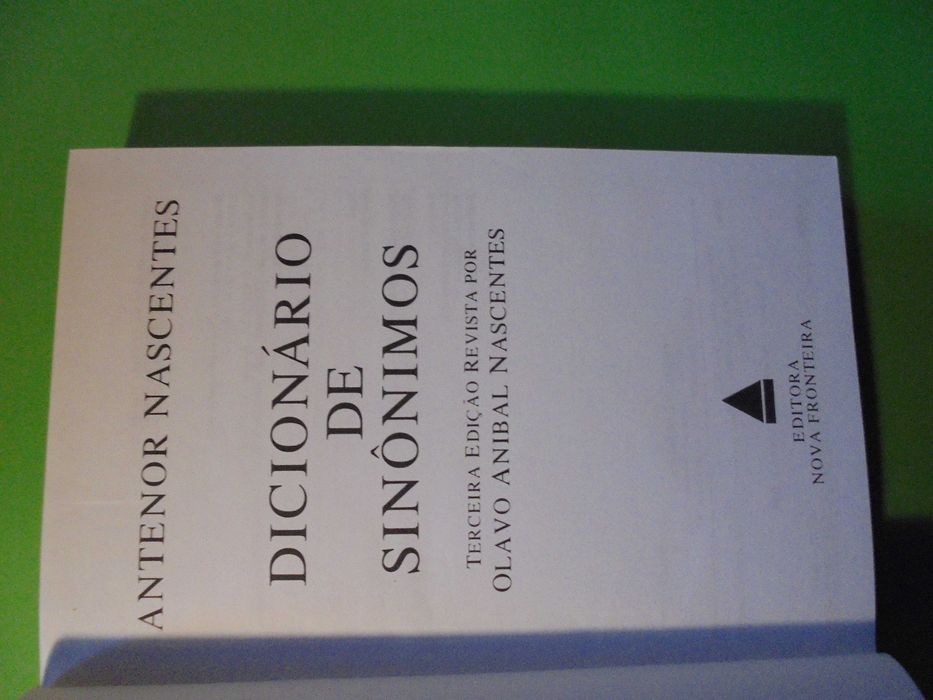 ANTENOR NASCENTES
DICIONÁRIO
DE
SINÔNIMOS
TERCEIRA EDIÇÃO REVISTA POR
OLAVO ANIBAL NASCENTES
EDITORA
NOVA FRONTEIRA